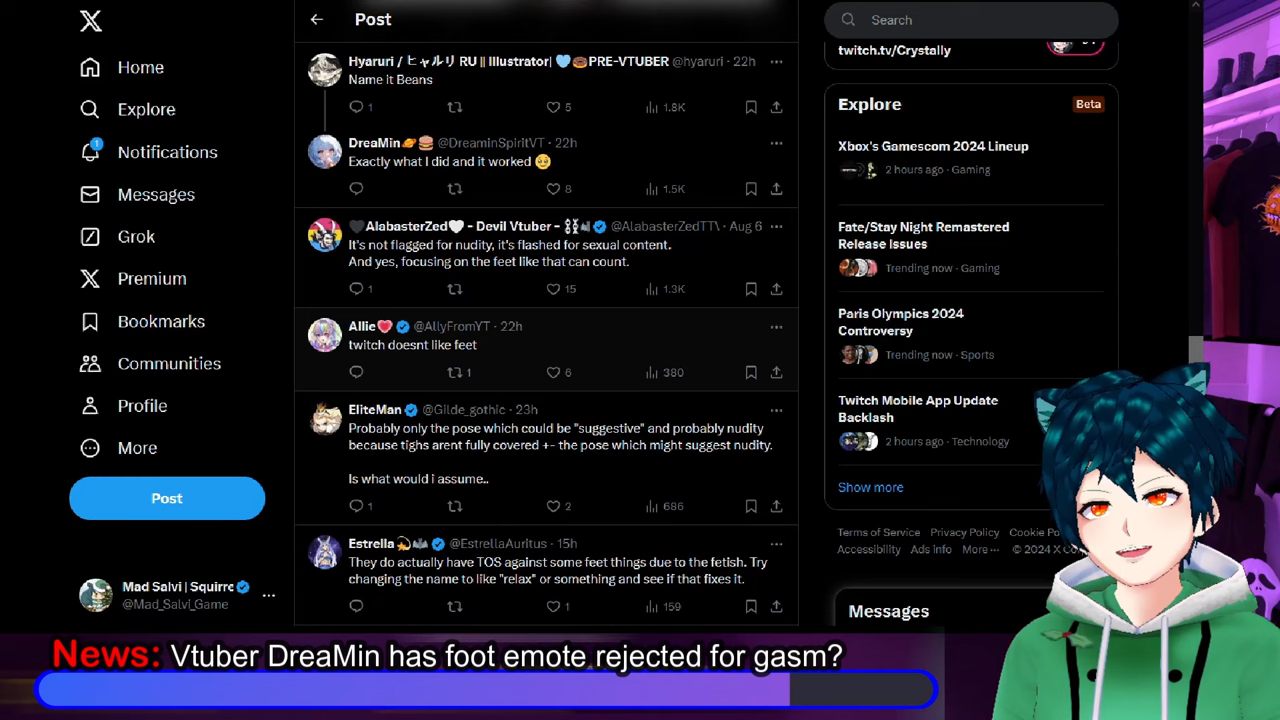 Home
Explore
Notifications
1
Messages
Grok
Premium
Bookmarks
Communities
Profile
More
Post
Mad Salvi | Squirrc
@Mad_Salvi_Game
Post
Hyaruri / ヒャルリ RU || Illustrator| 🩵🍩PRE-VTUBER @hyaruri · 22h
Name it Beans
1
5
1.8K
DreaMin🪐🍔 @DreaminSpiritVT · 22h
Exactly what I did and it worked 🥹
8
1.5K
🖤AlabasterZed🤍 - Devil Vtuber - ⛓️ @AlabasterZedTT\ · Aug 6
It's not flagged for nudity, it's flashed for sexual content.
And yes, focusing on the feet like that can count.
1
15
1.3K
Allie💗 @AllyFromYT · 22h
twitch doesnt like feet
1
6
380
EliteMan @Gilde_gothic · 23h
Probably only the pose which could be "suggestive" and probably nudity
because tighs arent fully covered +- the pose which might suggest nudity.
Is what would i assume..
1
2
686
Estrella 💫🦇 @EstrellaAuritus · 15h
They do actually have TOS against some feet things due to the fetish. Try
changing the name to like "relax" or something and see if that fixes it.
1
159
Search
twitch.tv/Crystally
Explore
Beta
Xbox's Gamescom 2024 Lineup
2 hours ago · Gaming
Fate/Stay Night Remastered
Release Issues
Trending now · Gaming
Paris Olympics 2024
Controversy
Trending now · Sports
Twitch Mobile App Update
Backlash
2 hours ago · Technology
Show more
Terms of Service Privacy Policy Cookie
Accessibility Ads info More ··· © 2024 X
Messages
News: Vtuber DreaMin has foot emote rejected for gasm?